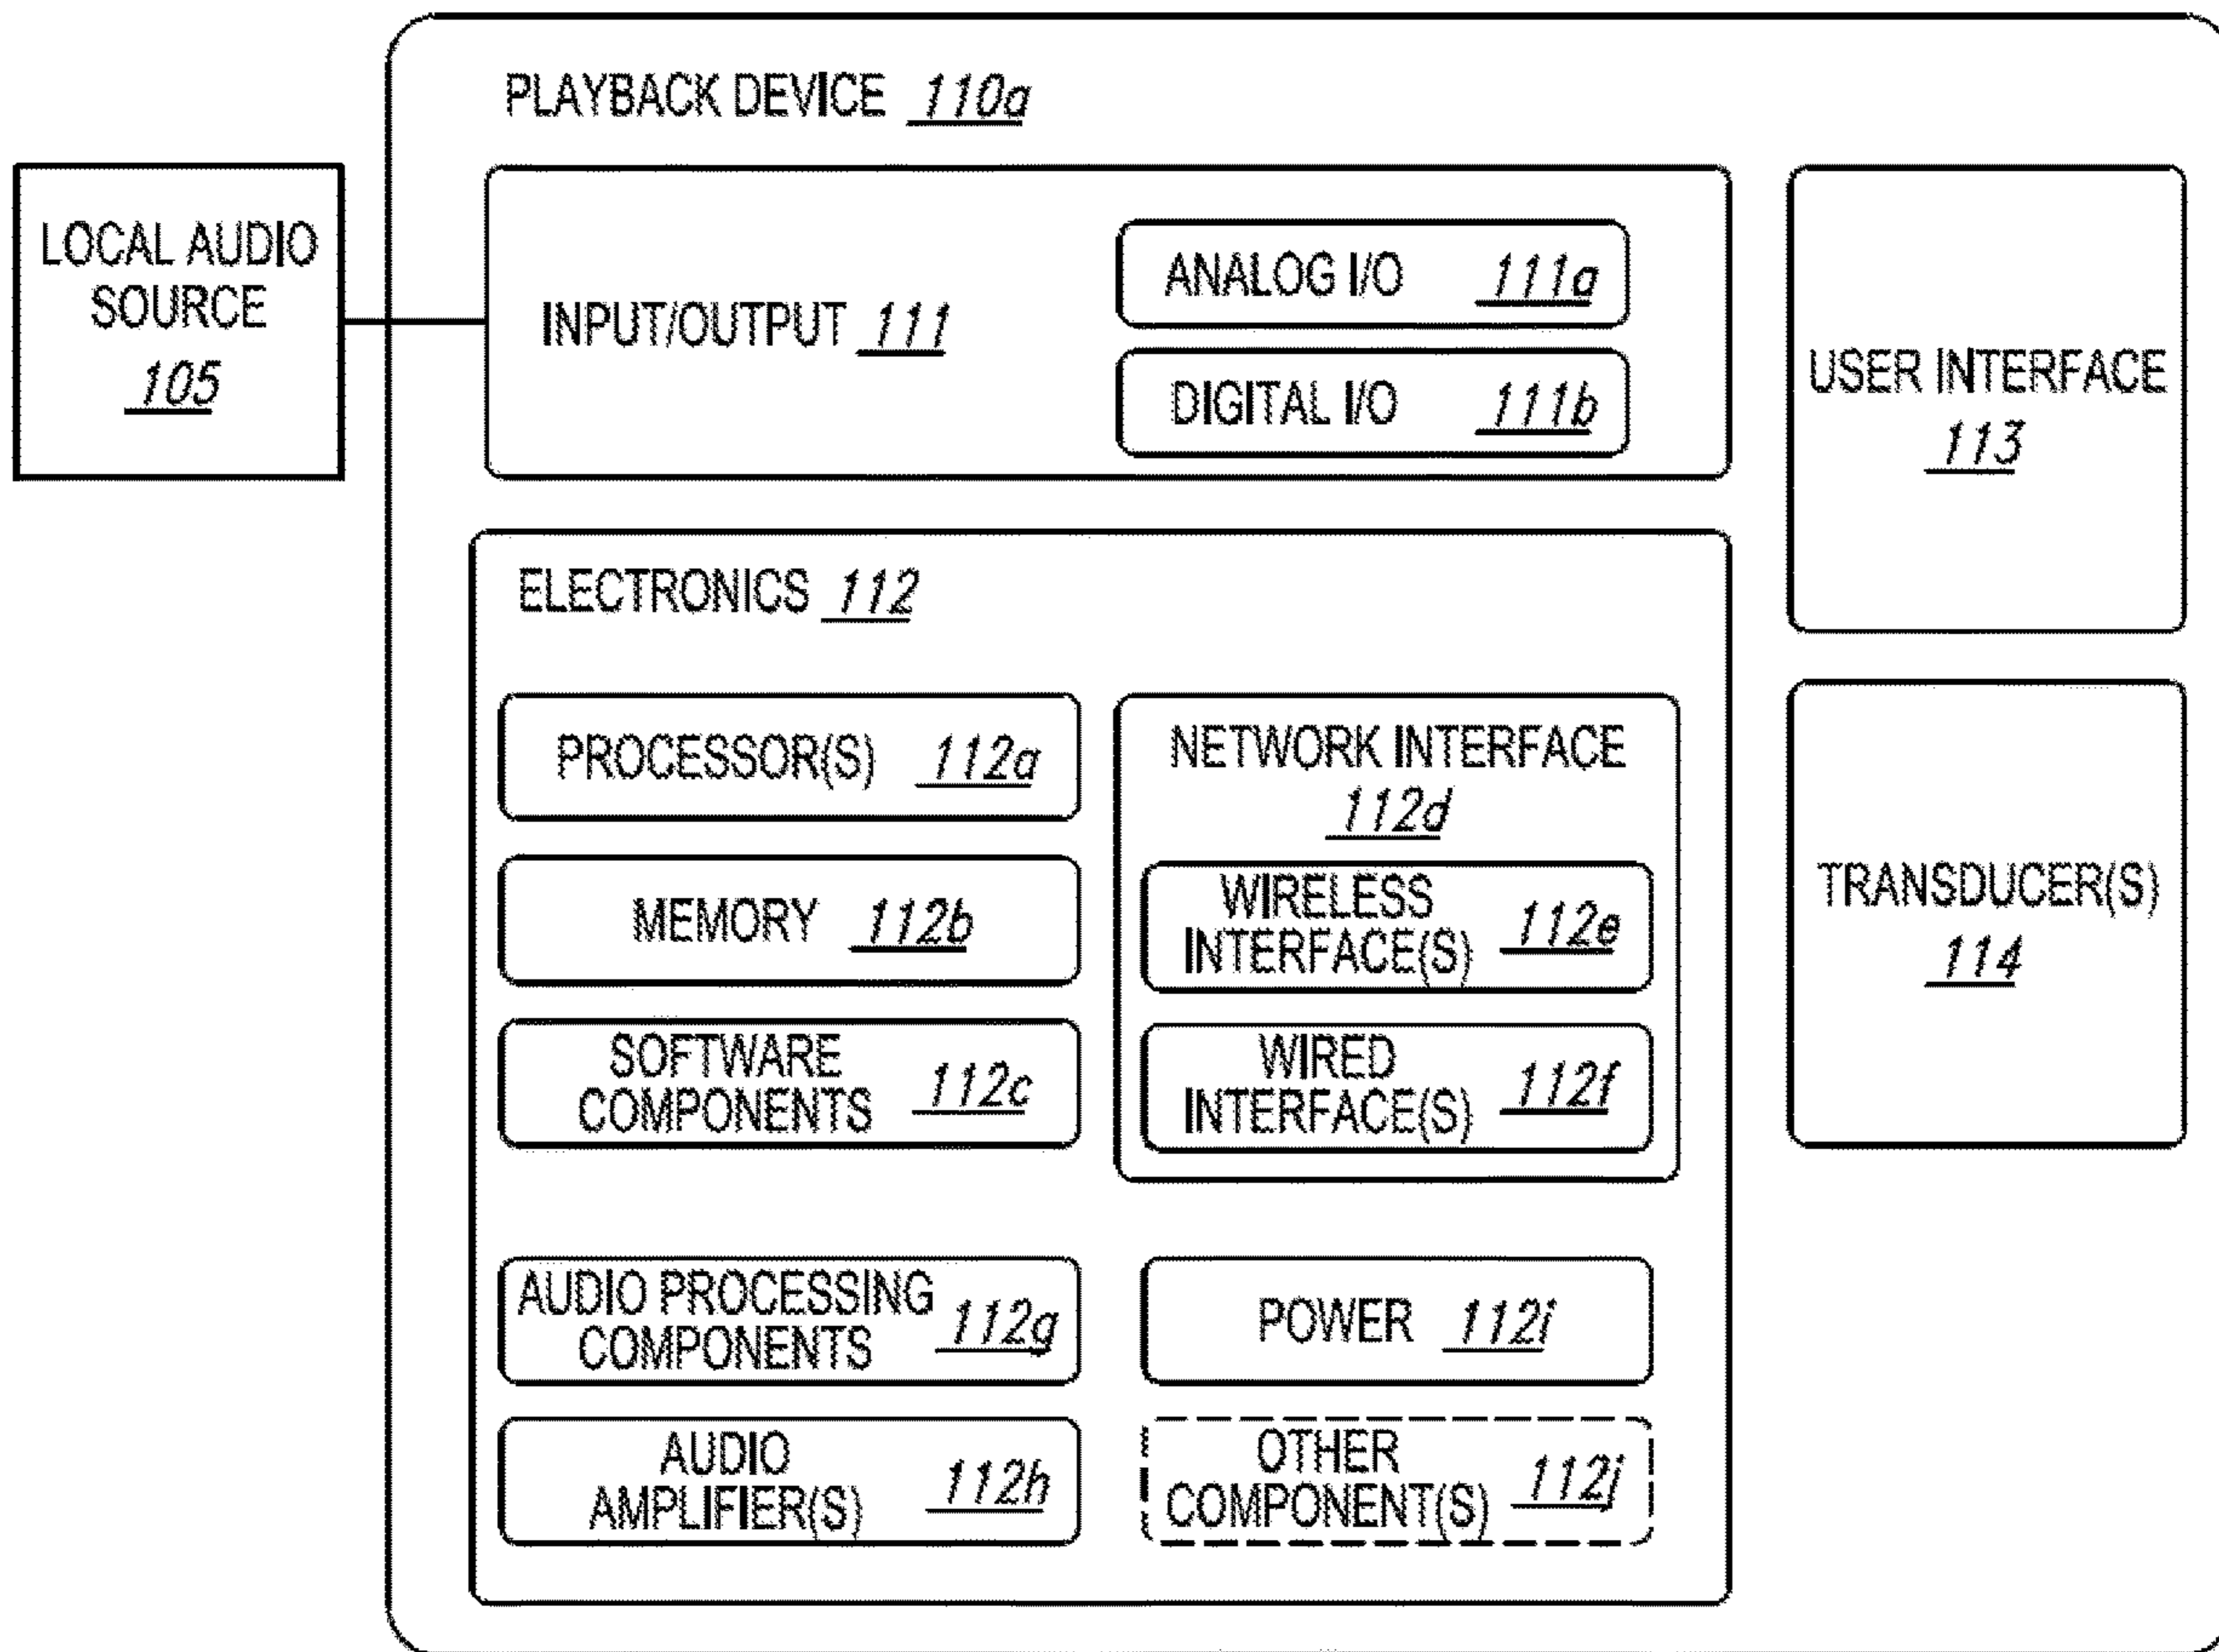 PLAYBACK DEVICE 110a
LOCAL AUDIO
SOURCE
105
INPUT/OUTPUT 111
ANALOG I/O 111a
DIGITAL I/O 111b
USER INTERFACE
113
ELECTRONICS 112
PROCESSOR(S) 112a
MEMORY 112b
SOFTWARE
COMPONENTS 112c
NETWORK INTERFACE
112d
WIRELESS
INTERFACE(S) 112e
WIRED
INTERFACE(S) 112f
TRANSDUCER(S)
114
AUDIO PROCESSING
COMPONENTS 112g
POWER 112i
AUDIO
AMPLIFIER(S) 112h
OTHER
COMPONENT(S) 112j